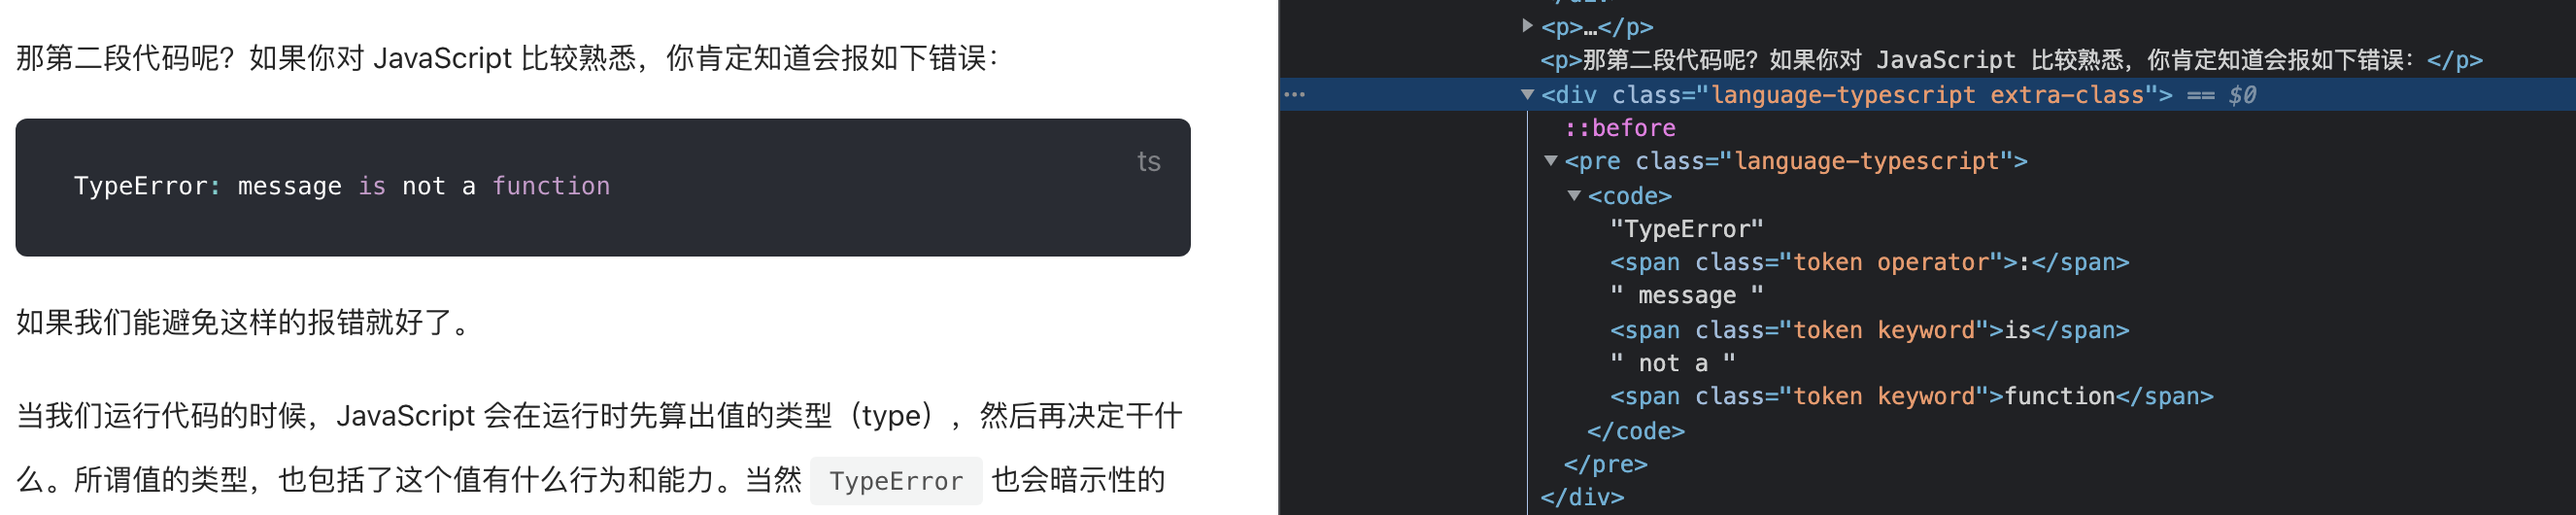 那第二段代码呢？如果你对 JavaScript 比较熟悉，你肯定知道会报如下错误：
ts
TypeError: message is not a function
如果我们能避免这样的报错就好了。
当我们运行代码的时候，JavaScript 会在运行时先算出值的类型（type），然后再决定干什
么。所谓值的类型，也包括了这个值有什么行为和能力。当然 TypeError 也会暗示性的
</div>
▶<p>…</p>
<p>那第二段代码呢？如果你对 JavaScript 比较熟悉，你肯定知道会报如下错误：</p>
… ▼<div class="language-typescript extra-class"> == $0
::before
▼<pre class="language-typescript">
▼<code>
"TypeError"
<span class="token operator">:</span>
" message "
<span class="token keyword">is</span>
" not a "
<span class="token keyword">function</span>
</code>
</pre>
</div>